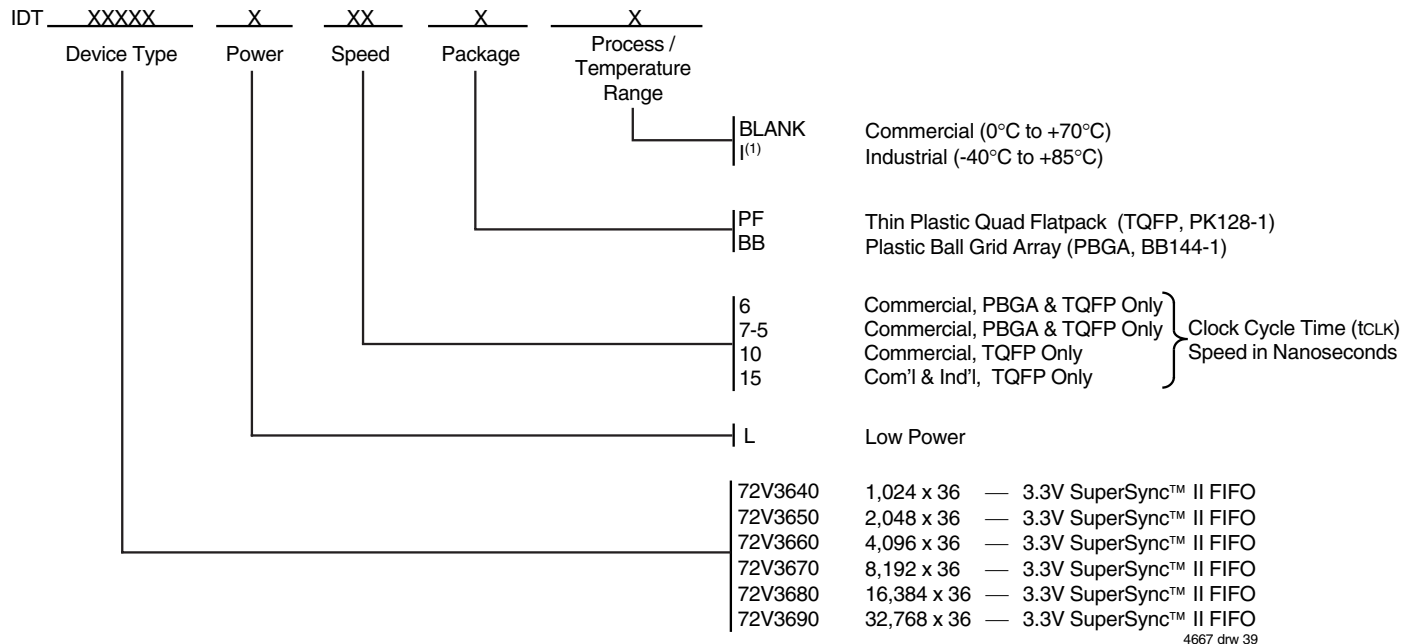 IDT XXXXX X XX X X
Device Type Power Speed Package Process / Temperature Range
BLANK Commercial (0°C to +70°C)
I(1) Industrial (-40°C to +85°C)
PF Thin Plastic Quad Flatpack (TQFP, PK128-1)
BB Plastic Ball Grid Array (PBGA, BB144-1)
6 Commercial, PBGA & TQFP Only
7-5 Commercial, PBGA & TQFP Only
10 Commercial, TQFP Only
15 Com'l & Ind'l, TQFP Only
Clock Cycle Time (tCLK)
Speed in Nanoseconds
L Low Power
72V3640 1,024 x 36 — 3.3V SuperSync™ II FIFO
72V3650 2,048 x 36 — 3.3V SuperSync™ II FIFO
72V3660 4,096 x 36 — 3.3V SuperSync™ II FIFO
72V3670 8,192 x 36 — 3.3V SuperSync™ II FIFO
72V3680 16,384 x 36 — 3.3V SuperSync™ II FIFO
72V3690 32,768 x 36 — 3.3V SuperSync™ II FIFO
4667 drw 39